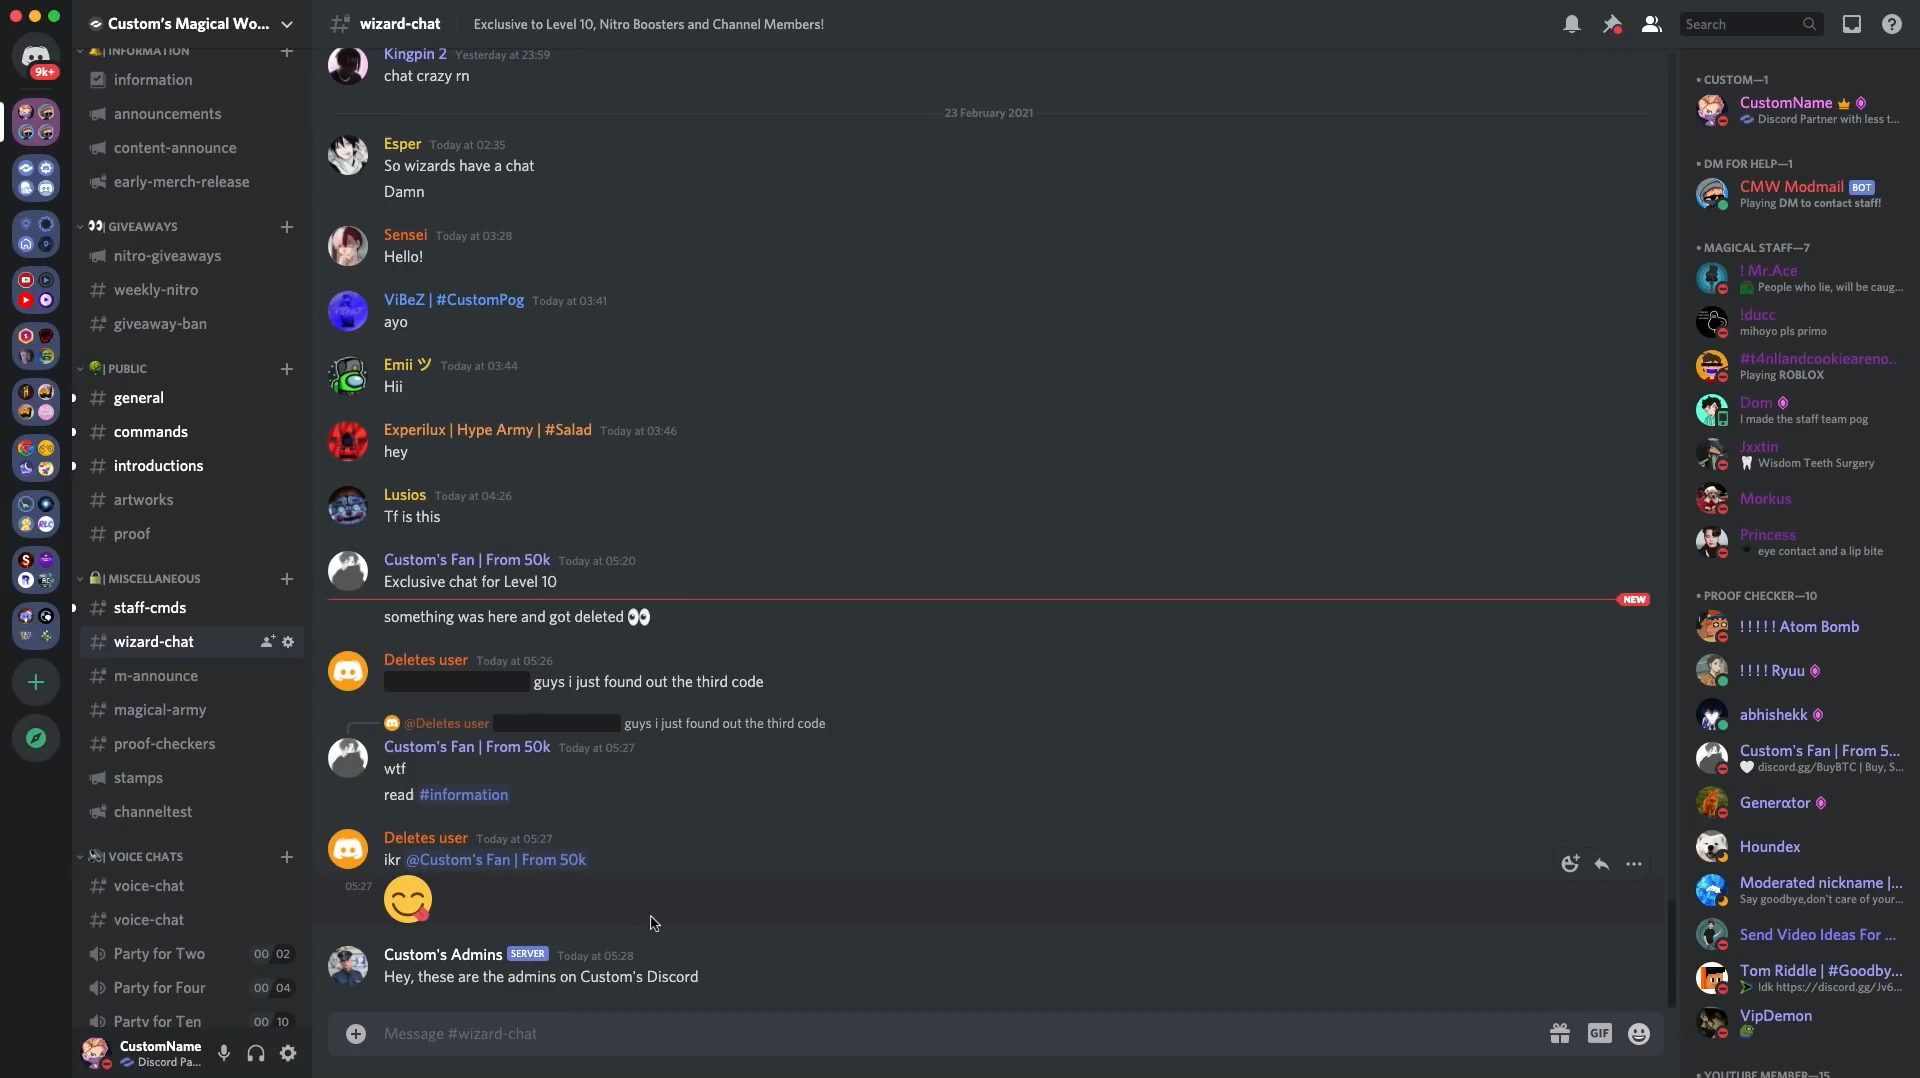 9k+
Custom's Magical Wo...
INFORMATION
information
announcements
content-announce
early-merch-release
GIVEAWAYS
nitro-giveaways
weekly-nitro
giveaway-ban
PUBLIC
general
commands
introductions
artworks
proof
MISCELLANEOUS
staff-cmds
wizard-chat
m-announce
magical-army
proof-checkers
stamps
channeltest
VOICE CHATS
voice-chat
voice-chat
Party for Two 00 02
Party for Four 00 04
Party for Ten 00 10
CustomName
Discord Pa...
wizard-chat Exclusive to Level 10, Nitro Boosters and Channel Members!
Search
Kingpin 2 Yesterday at 23:59
chat crazy rn
23 February 2021
Esper Today at 02:35
So wizards have a chat
Damn
Sensei Today at 03:28
Hello!
ViBeZ | #CustomPog Today at 03:41
ayo
Emii ツ Today at 03:44
Hii
Experilux | Hype Army | #Salad Today at 03:46
hey
Lusios Today at 04:26
Tf is this
Custom's Fan | From 50k Today at 05:20
Exclusive chat for Level 10
NEW
something was here and got deleted 👀
Deletes user Today at 05:26
guys i just found out the third code
@Deletes user guys i just found out the third code
Custom's Fan | From 50k Today at 05:27
wtf
read #information
Deletes user Today at 05:27
ikr @Custom's Fan | From 50k
05:27 😋
Custom's Admins SERVER Today at 05:28
Hey, these are the admins on Custom's Discord
Message #wizard-chat
GIF
CUSTOM—1
CustomName
Discord Partner with less t...
DM FOR HELP—1
CMW Modmail BOT
Playing DM to contact staff!
MAGICAL STAFF—7
! Mr.Ace
People who lie, will be caug...
!ducc
mihoyo pls primo
#t4nllandcookieareno...
Playing ROBLOX
Dom
I made the staff team pog
Jxxtin
Wisdom Teeth Surgery
Morkus
Princess
eye contact and a lip bite
PROOF CHECKER—10
! ! ! ! ! Atom Bomb
! ! ! ! Ryuu
abhishekk
Custom's Fan | From 5...
discord.gg/BuyBTC | Buy, S...
Generαtor
Houndex
Moderated nickname |...
Say goodbye,don't care of your...
Send Video Ideas For ...
Tom Riddle | #Goodby...
Idk https://discord.gg/Jv6...
VipDemon
YOUTUBE MEMBER—15